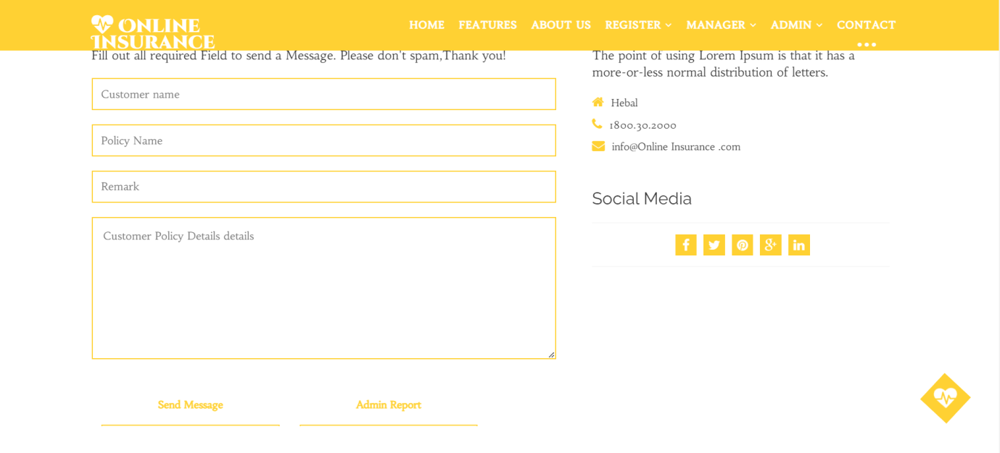 Online
Insurance
HOME FEATURES ABOUT US REGISTER MANAGER ADMIN CONTACT
Fill out all required Field to send a Message. Please don't spam,Thank you!
Customer name
Policy Name
Remark
Customer Policy Details details
Send Message Admin Report
The point of using Lorem Ipsum is that it has a
more-or-less normal distribution of letters.
Hebal
1800.30.2000
info@Online Insurance .com
Social Media